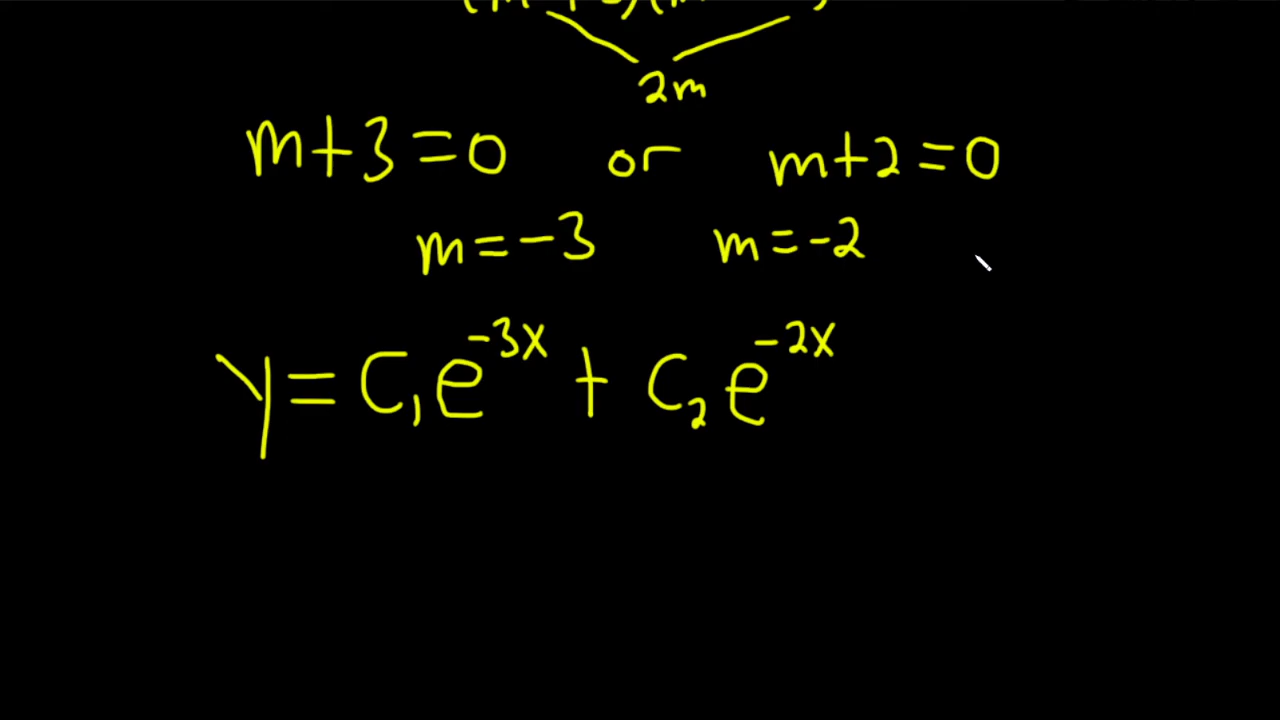 2m
m+3=0 or m+2=0
m=-3 m=-2
y=C₁e⁻³ˣ + C₂e⁻²ˣ